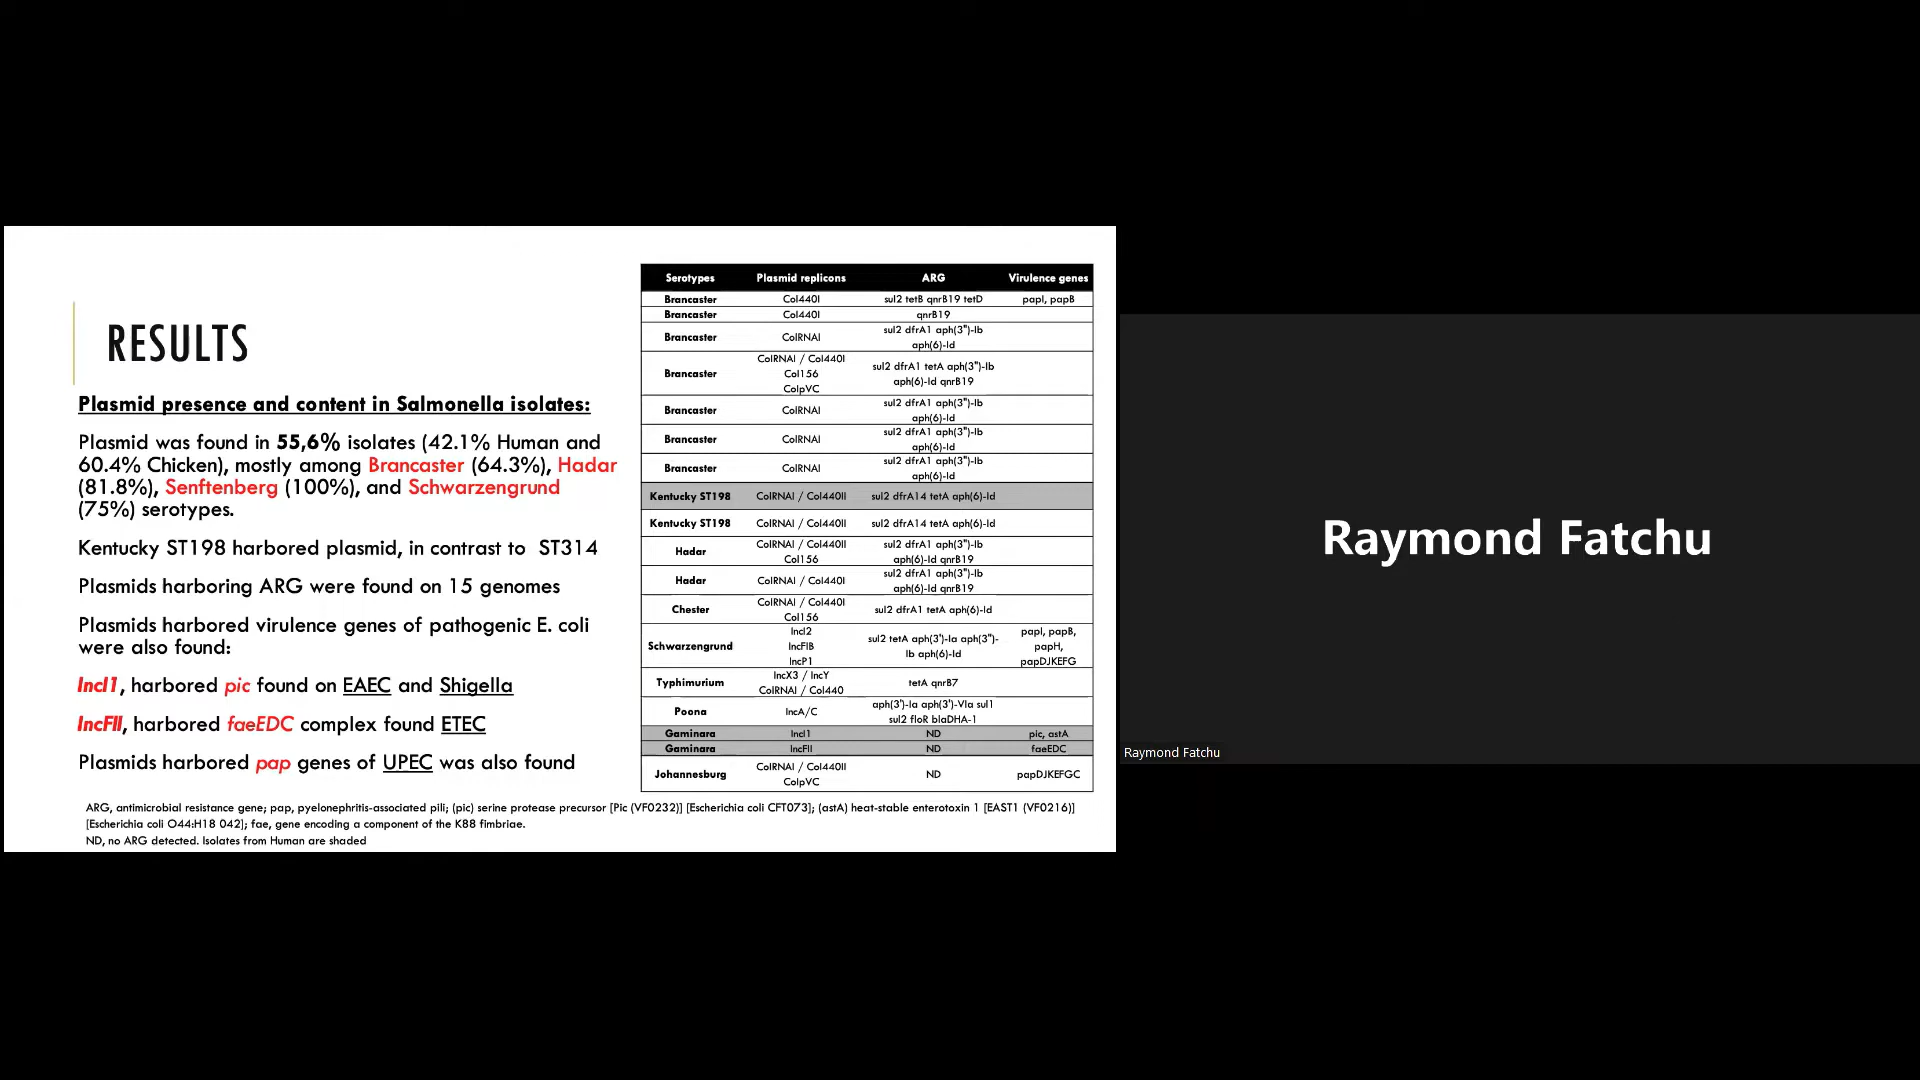 RESULTS
Plasmid presence and content in Salmonella isolates:
Plasmid was found in 55,6% isolates (42.1% Human and
60.4% Chicken), mostly among Brancaster (64.3%), Hadar
(81.8%), Senftenberg (100%), and Schwarzengrund
(75%) serotypes.
Kentucky ST198 harbored plasmid, in contrast to ST314
Plasmids harboring ARG were found on 15 genomes
Plasmids harbored virulence genes of pathogenic E. coli
were also found:
IncI1, harbored pic found on EAEC and Shigella
IncFII, harbored faeEDC complex found ETEC
Plasmids harbored pap genes of UPEC was also found
Serotypes Plasmid replicons ARG Virulence genes
Brancaster Col440I sul2 tetB qnrB19 tetD papI, papB
Brancaster Col440I qnrB19
Brancaster ColRNAI sul2 dfrA1 aph(3")-Ib
aph(6)-Id
Brancaster ColRNAI / Col440I
Col156
ColpVC sul2 dfrA1 tetA aph(3")-Ib
aph(6)-Id qnrB19
Brancaster ColRNAI sul2 dfrA1 aph(3")-Ib
aph(6)-Id
Brancaster ColRNAI sul2 dfrA1 aph(3")-Ib
aph(6)-Id
Brancaster ColRNAI sul2 dfrA1 aph(3")-Ib
aph(6)-Id
Kentucky ST198 ColRNAI / Col440II sul2 dfrA14 tetA aph(6)-Id
Kentucky ST198 ColRNAI / Col440II sul2 dfrA14 tetA aph(6)-Id
Hadar ColRNAI / Col440II
Col156 sul2 dfrA1 aph(3")-Ib
aph(6)-Id qnrB19
Hadar ColRNAI / Col440I sul2 dfrA1 aph(3")-Ib
aph(6)-Id qnrB19
Chester ColRNAI / Col440I
Col156 sul2 dfrA1 tetA aph(6)-Id
Schwarzengrund IncI2
IncFIB
IncP1 sul2 tetA aph(3')-Ia aph(3")-
Ib aph(6)-Id papI, papB,
papH,
papDJKEFG
Typhimurium IncX3 / IncY
ColRNAI / Col440 tetA qnrB7
Poona IncA/C aph(3')-Ia aph(3')-VIa sul1
sul2 floR blaDHA-1
Gaminara IncI1 ND pic, astA
Gaminara IncFII ND faeEDC
Johannesburg ColRNAI / Col440II
ColpVC ND papDJKEFGC
ARG, antimicrobial resistance gene; pap, pyelonephritis-associated pili; (pic) serine protease precursor [Pic (VF0232)] [Escherichia coli CFT073]; (astA) heat-stable enterotoxin 1 [EAST1 (VF0216)]
[Escherichia coli O44:H18 042]; fae, gene encoding a component of the K88 fimbriae.
ND, no ARG detected. Isolates from Human are shaded
Raymond Fatchu
Raymond Fatchu